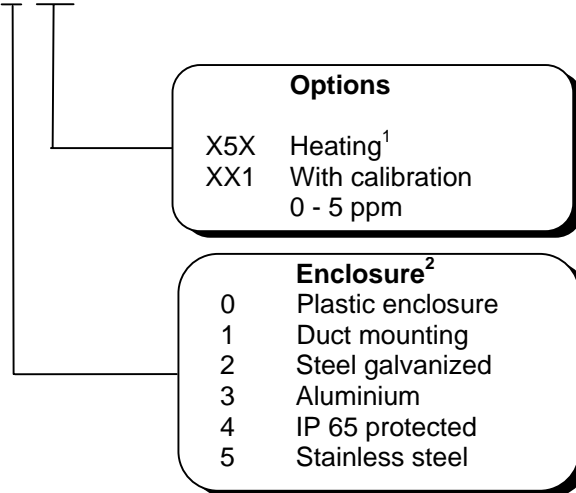 Options
X5X Heating¹
XX1 With calibration
0 - 5 ppm
Enclosure²
0 Plastic enclosure
1 Duct mounting
2 Steel galvanized
3 Aluminium
4 IP 65 protected
5 Stainless steel